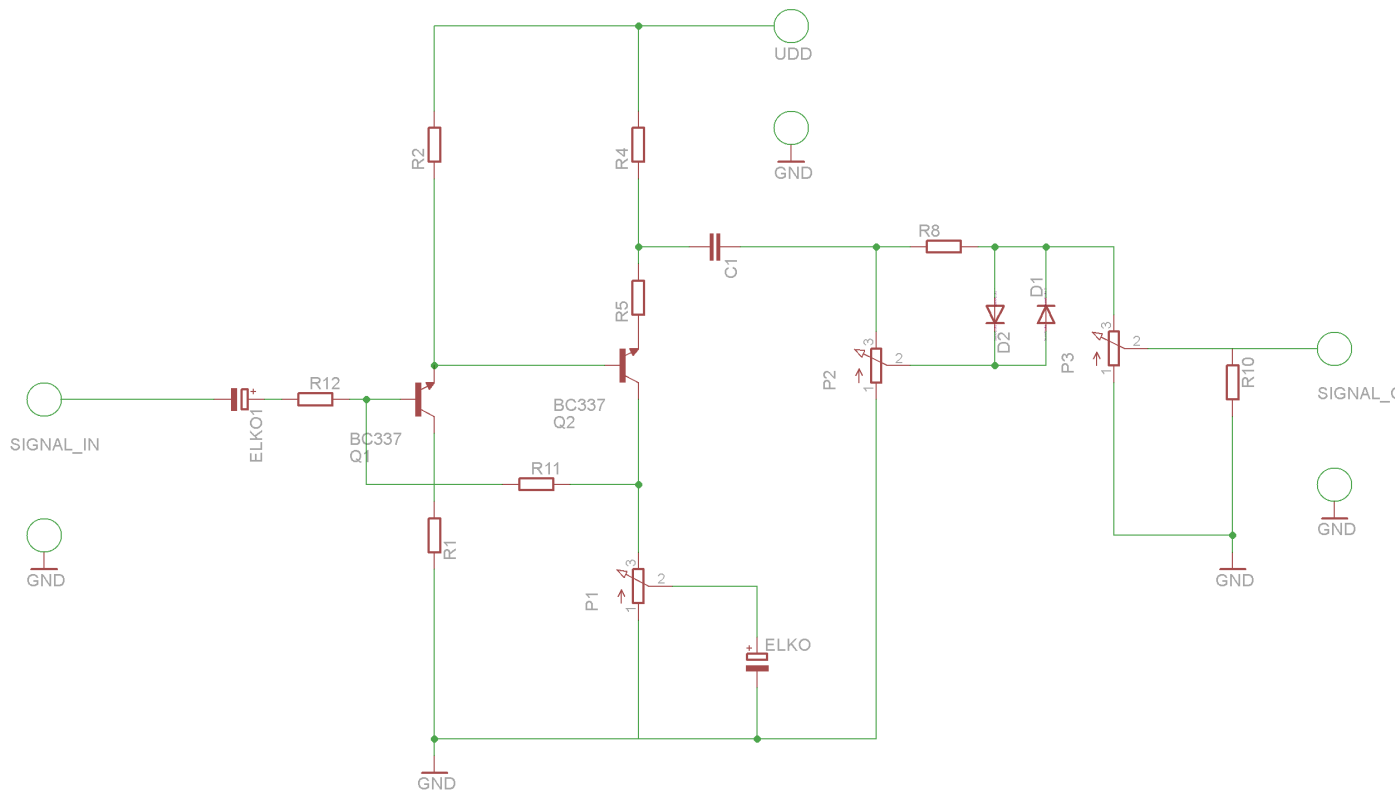 UDD
GND
R2
R4
R8
C1
D1
R5
D2
P2
3
2
1
P3
3
2
1
R10
SIGNAL_IN
ELKO1
+
R12
BC337
Q1
BC337
Q2
SIGNAL_
R11
R1
GND
GND
GND
P1
3
2
1
+
ELKO
GND